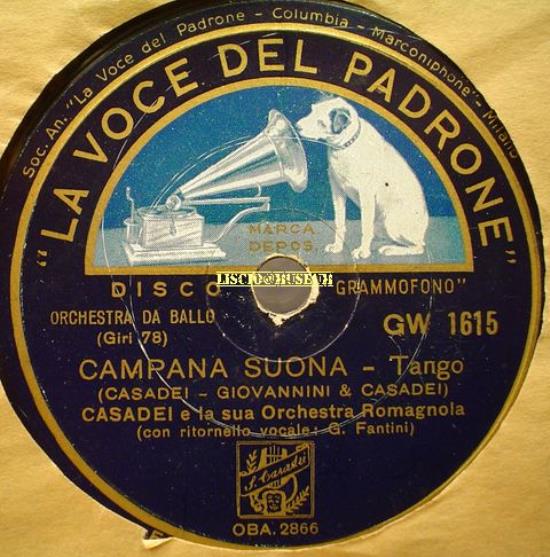 Soc. An. "La Voce del Padrone - Columbia - Marconiphone" - Milano
"LA VOCE DEL PADRONE"
MARCA
DEPOS
LISCIO@MUSEUM
DISCO GRAMMOFONO"
ORCHESTRA DA BALLO
(Giri 78)
GW 1615
CAMPANA SUONA - Tango
(CASADEI - GIOVANNINI & CASADEI)
CASADEI e la sua Orchestra Romagnola
(con ritornello vocale: G. Fantini)
S. Casadei
OBA. 2866